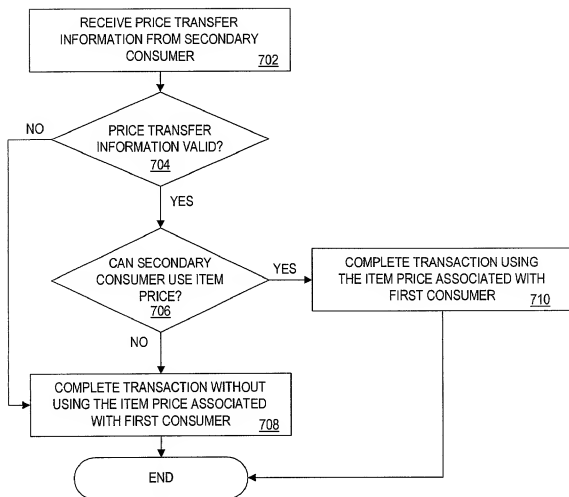 RECEIVE PRICE TRANSFER
INFORMATION FROM SECONDARY
CONSUMER
702
NO
PRICE TRANSFER
INFORMATION VALID?
704
YES
CAN SECONDARY
CONSUMER USE ITEM
PRICE?
706
YES
COMPLETE TRANSACTION USING
THE ITEM PRICE ASSOCIATED WITH
FIRST CONSUMER
710
NO
COMPLETE TRANSACTION WITHOUT
USING THE ITEM PRICE ASSOCIATED
WITH FIRST CONSUMER
708
END